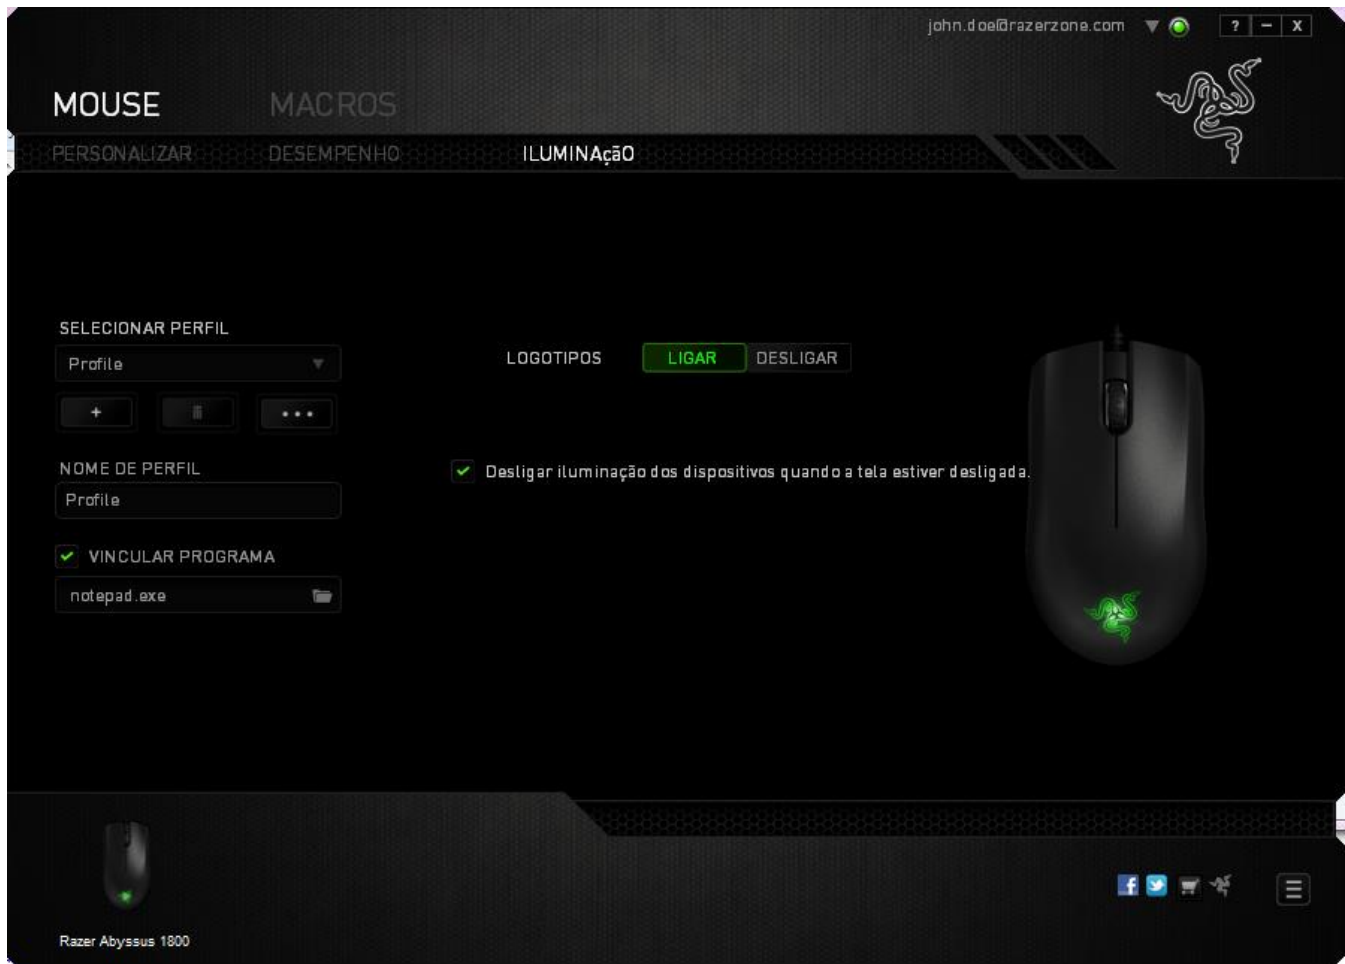 john.doe@razerzone.com ? – X
MOUSE MACROS
PERSONALIZAR DESEMPENHO ILUMINAçãO
SELECIONAR PERFIL
Profile
LOGOTIPOS LIGAR DESLIGAR
+ •••
NOME DE PERFIL
Desligar iluminação dos dispositivos quando a tela estiver desligada.
Profile
VINCULAR PROGRAMA
notepad.exe
f
Razer Abyssus 1800